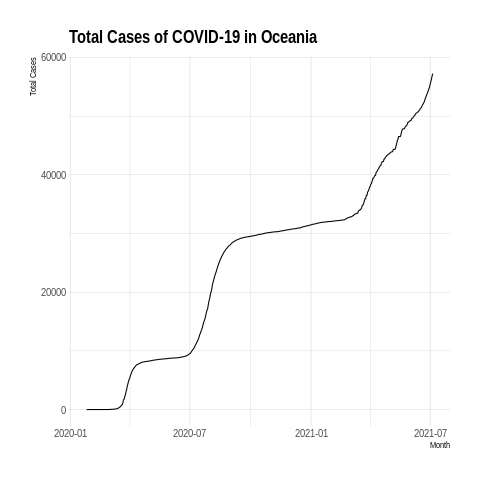 Total Cases of COVID-19 in Oceania
Total Cases
60000
40000
20000
0
2020-01
2020-07
2021-01
2021-07
Month